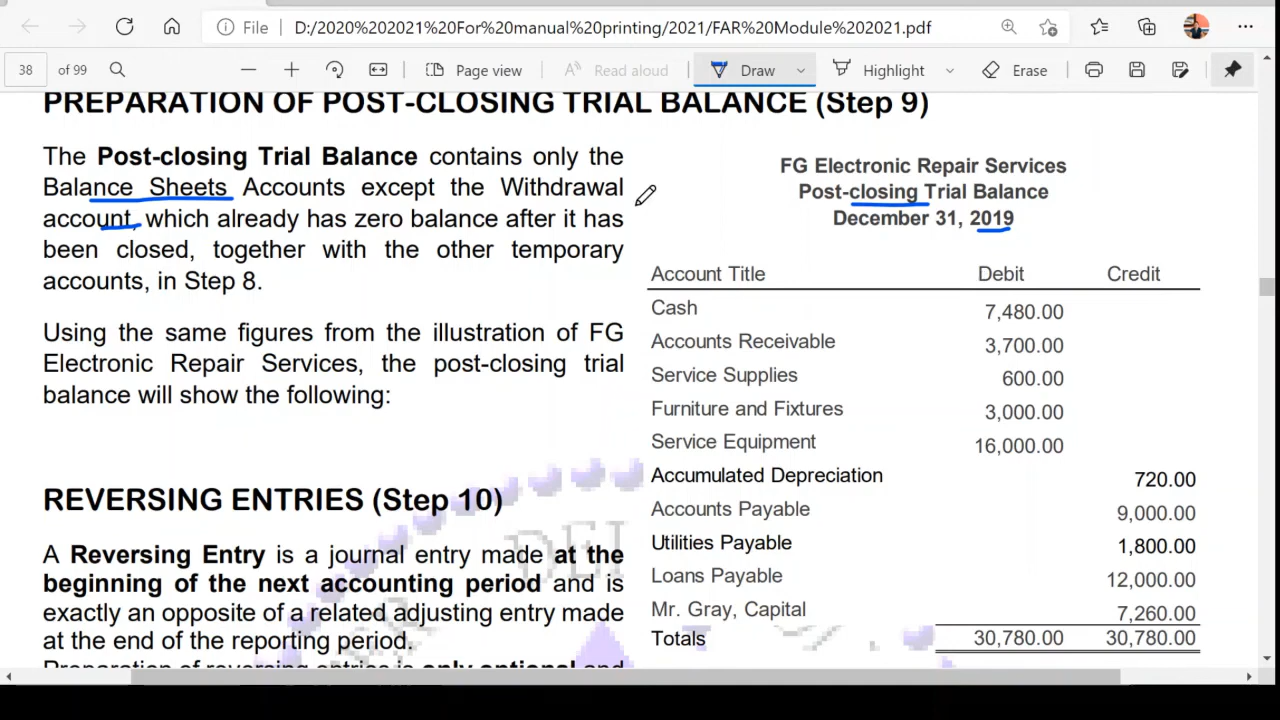 File D:/2020%202021%20For%20manual%20printing/2021/FAR%20Module%202021.pdf
38 of 99 Page view Read aloud Draw Highlight Erase
PREPARATION OF POST-CLOSING TRIAL BALANCE (Step 9)
The Post-closing Trial Balance contains only the
Balance Sheets Accounts except the Withdrawal
account, which already has zero balance after it has
been closed, together with the other temporary
accounts, in Step 8.
Using the same figures from the illustration of FG
Electronic Repair Services, the post-closing trial
balance will show the following:
REVERSING ENTRIES (Step 10)
A Reversing Entry is a journal entry made at the
beginning of the next accounting period and is
exactly an opposite of a related adjusting entry made
at the end of the reporting period.
Preparation of reversing entries is only optional and
FG Electronic Repair Services
Post-closing Trial Balance
December 31, 2019
Account Title Debit Credit
Cash 7,480.00
Accounts Receivable 3,700.00
Service Supplies 600.00
Furniture and Fixtures 3,000.00
Service Equipment 16,000.00
Accumulated Depreciation 720.00
Accounts Payable 9,000.00
Utilities Payable 1,800.00
Loans Payable 12,000.00
Mr. Gray, Capital 7,260.00
Totals 30,780.00 30,780.00